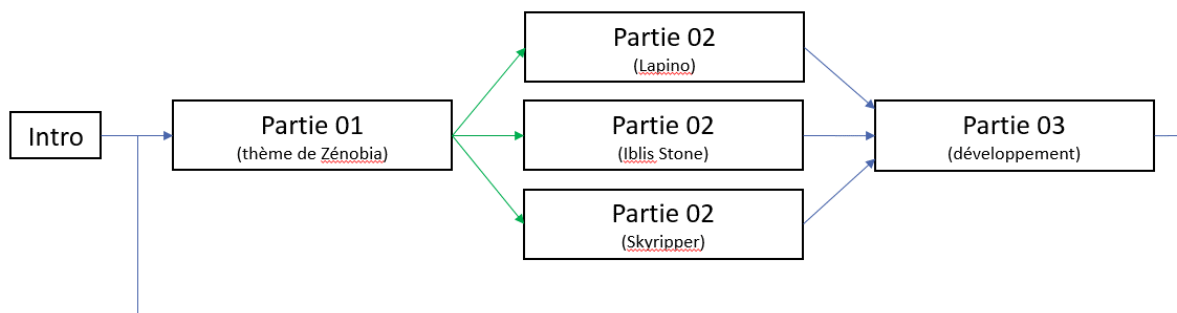 Intro
Partie 01
(thème de Zénobia)
Partie 02
(Lapino)
Partie 02
(Iblis Stone)
Partie 02
(Skyripper)
Partie 03
(développement)